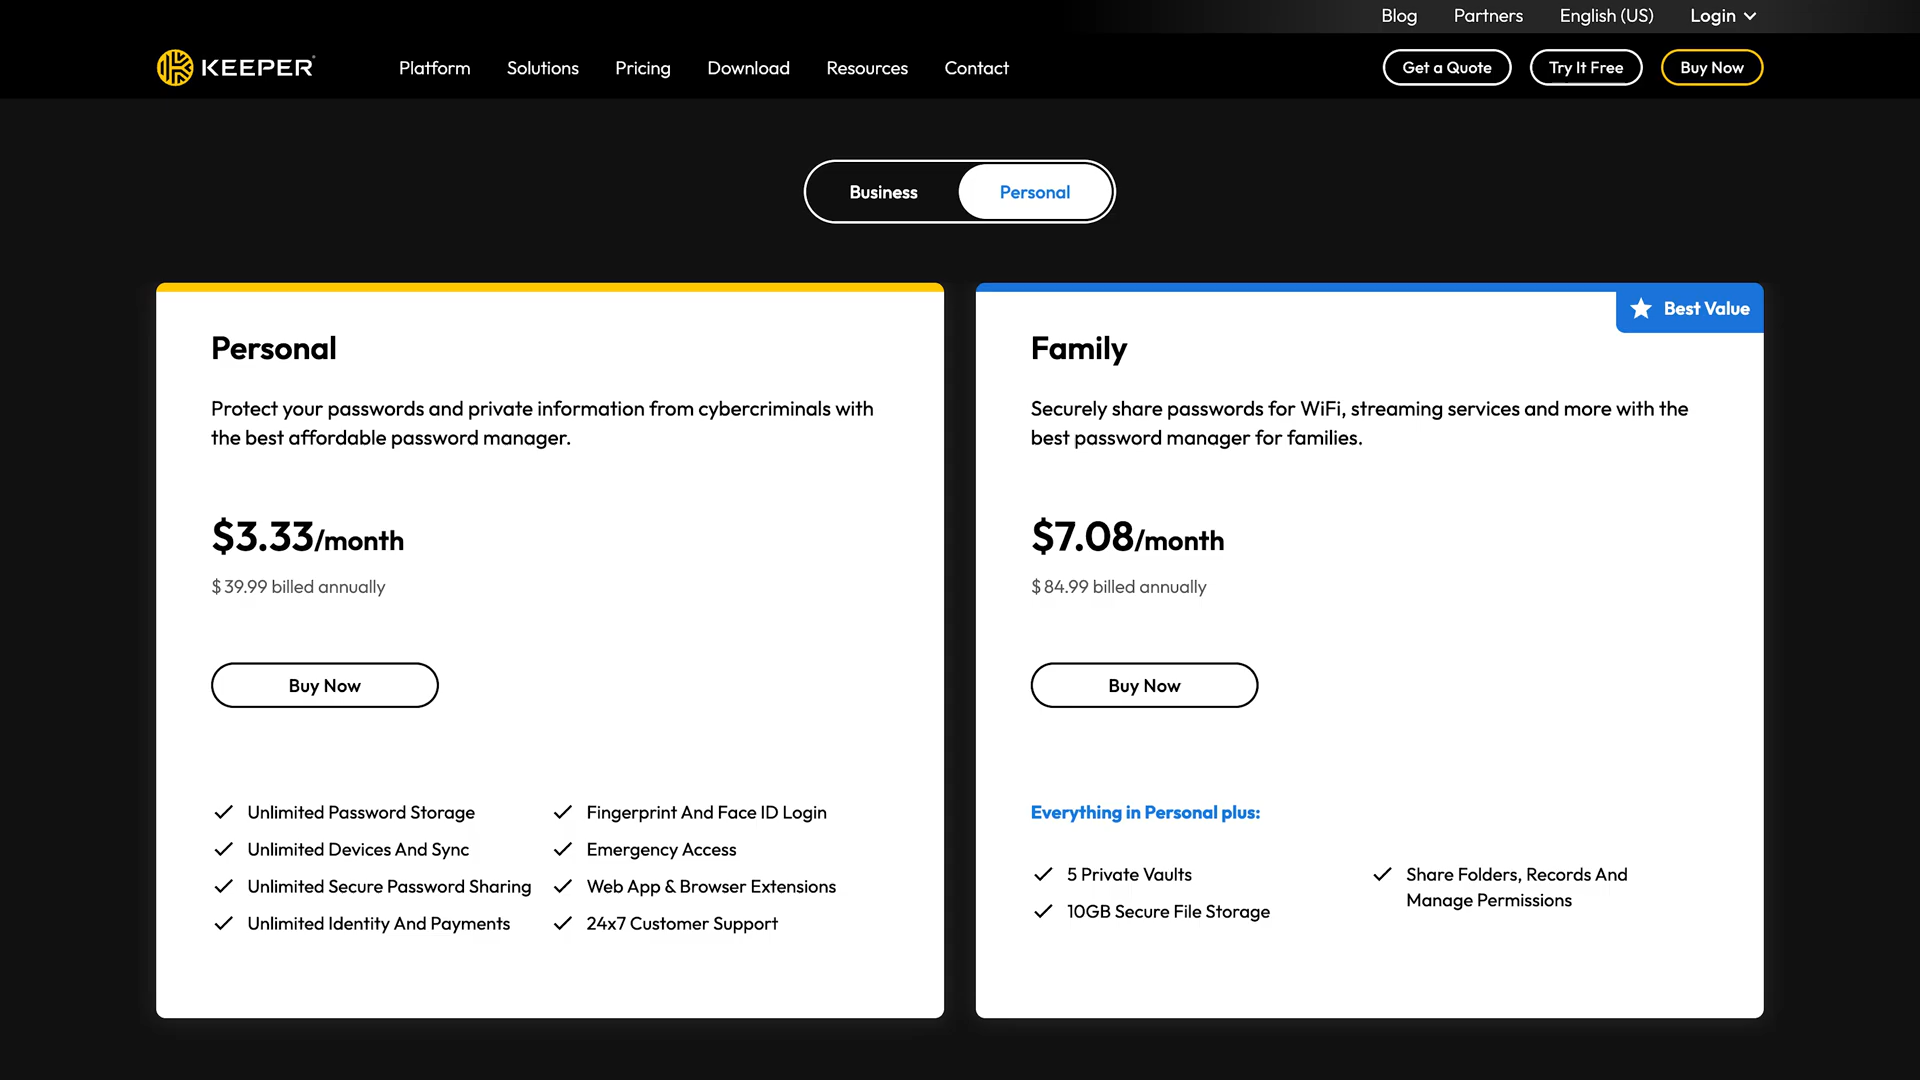 Blog Partners English (US) Login
KEEPER Platform Solutions Pricing Download Resources Contact Get a Quote Try It Free Buy Now
Business Personal
Best Value
Personal
Protect your passwords and private information from cybercriminals with
the best affordable password manager.
$3.33/month
$ 39.99 billed annually
Buy Now
Unlimited Password Storage
Unlimited Devices And Sync
Unlimited Secure Password Sharing
Unlimited Identity And Payments
Fingerprint And Face ID Login
Emergency Access
Web App & Browser Extensions
24x7 Customer Support
Family
Securely share passwords for WiFi, streaming services and more with the
best password manager for families.
$7.08/month
$ 84.99 billed annually
Buy Now
Everything in Personal plus:
5 Private Vaults
10GB Secure File Storage
Share Folders, Records And
Manage Permissions